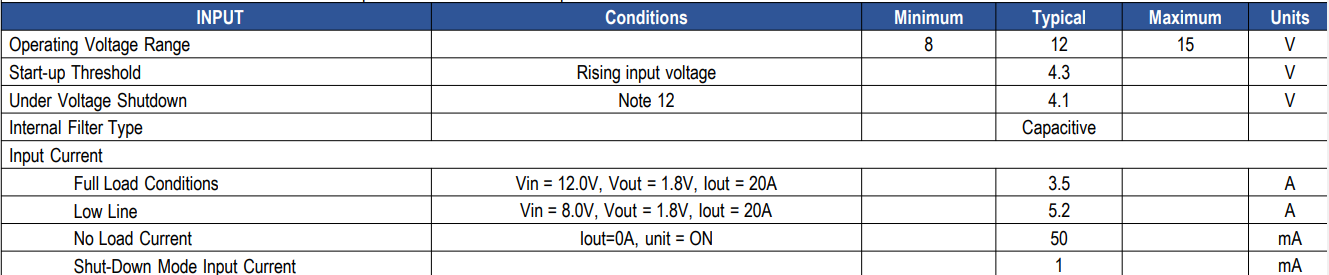 INPUT Conditions Minimum Typical Maximum Units
Operating Voltage Range 8 12 15 V
Start-up Threshold Rising input voltage 4.3 V
Under Voltage Shutdown Note 12 4.1 V
Internal Filter Type Capacitive
Input Current
Full Load Conditions Vin = 12.0V, Vout = 1.8V, Iout = 20A 3.5 A
Low Line Vin = 8.0V, Vout = 1.8V, Iout = 20A 5.2 A
No Load Current Iout=0A, unit = ON 50 mA
Shut-Down Mode Input Current 1 mA